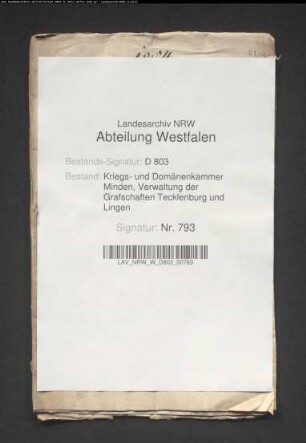 Landesarchiv NRW
Abteilung Westfalen
Bestands-Signatur: D 803
Bestand: Kriegs- und Domänenkammer
Minden, Verwaltung der
Grafschaften Tecklenburg und
Lingen
Signatur: Nr. 793
LAV_NRW_W_D803_00793